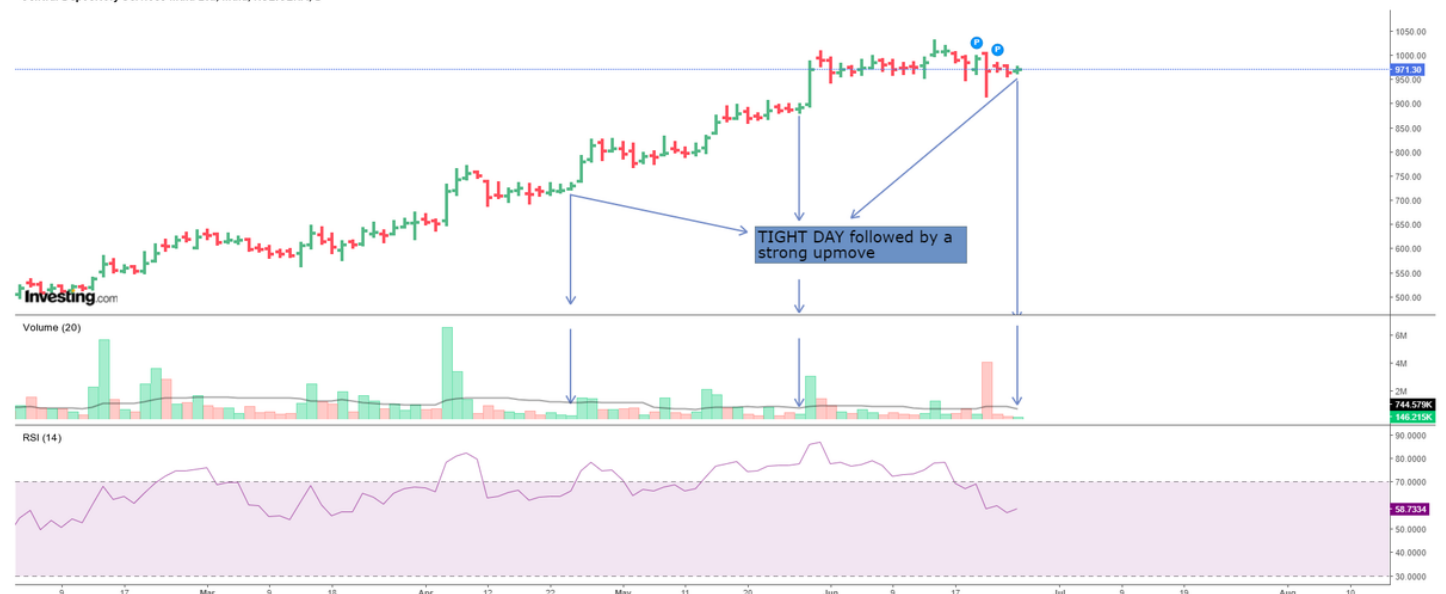 1050.00
P
P
1000.00
971.30
950.00
900.00
850.00
800.00
750.00
700.00
TIGHT DAY followed by a
strong upmove
650.00
600.00
550.00
500.00
Investing.com
Volume (20)
6M
4M
2M
744.579K
146.215K
RSI (14)
90.0000
80.0000
70.0000
58.7334
50.0000
40.0000
30.0000
9 17 Mar 9 18 Apr 12 22 May 11 20 Jun 9 17 Jul 9 19 Aug 10